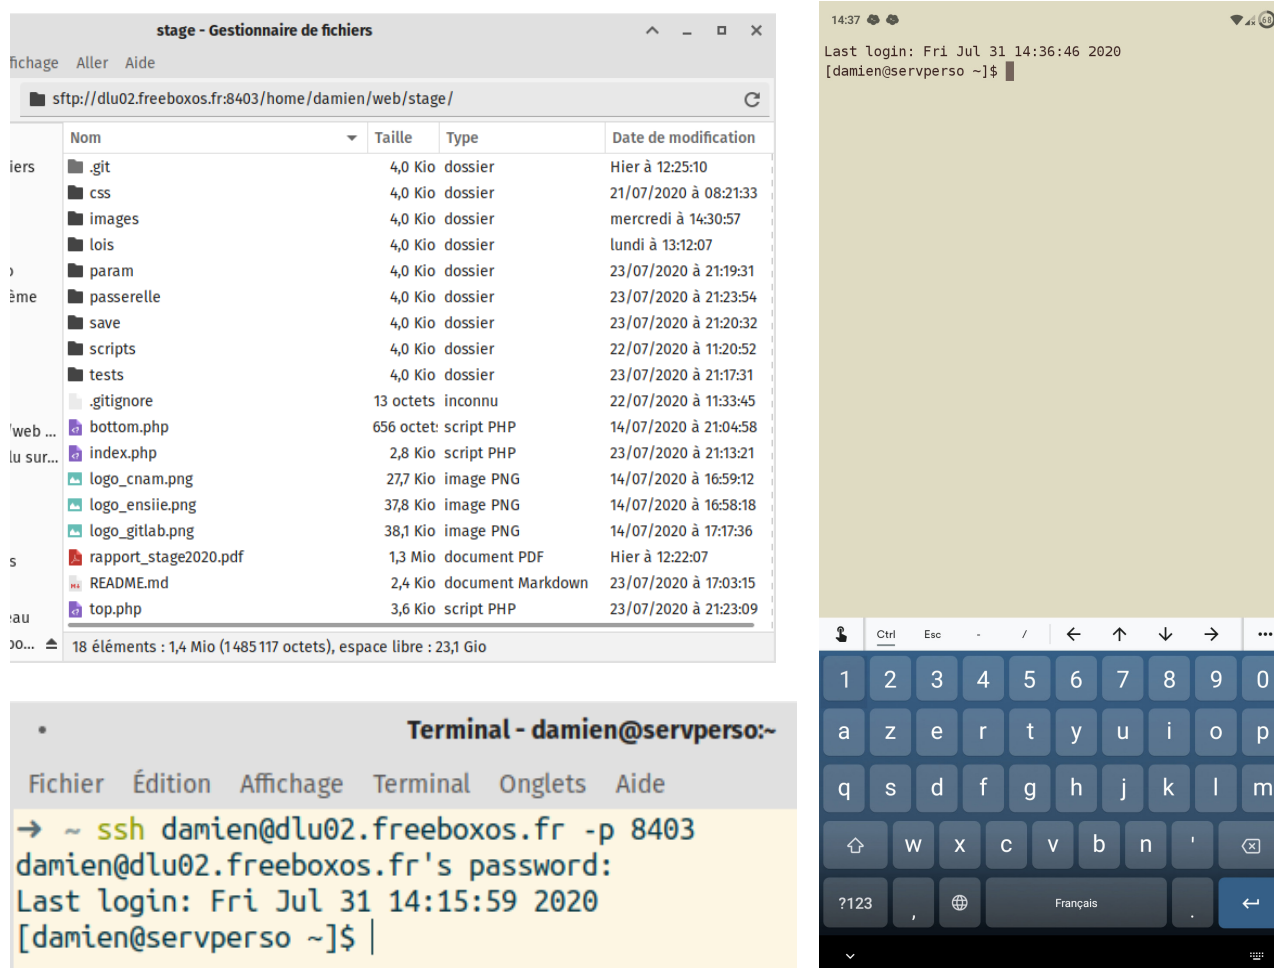 stage - Gestionnaire de fichiers
fichage Aller Aide
sftp://dlu02.freeboxos.fr:8403/home/damien/web/stage/
Nom Taille Type Date de modification
.git 4,0 Kio dossier Hier à 12:25:10
css 4,0 Kio dossier 21/07/2020 à 08:21:33
images 4,0 Kio dossier mercredi à 14:30:57
lois 4,0 Kio dossier lundi à 13:12:07
param 4,0 Kio dossier 23/07/2020 à 21:19:31
passerelle 4,0 Kio dossier 23/07/2020 à 21:23:54
save 4,0 Kio dossier 23/07/2020 à 21:20:32
scripts 4,0 Kio dossier 22/07/2020 à 11:20:52
tests 4,0 Kio dossier 23/07/2020 à 21:17:31
.gitignore 13 octets inconnu 22/07/2020 à 11:33:45
bottom.php 656 octet script PHP 14/07/2020 à 21:04:58
index.php 2,8 Kio script PHP 23/07/2020 à 21:13:21
logo_cnam.png 27,7 Kio image PNG 14/07/2020 à 16:59:12
logo_ensiie.png 37,8 Kio image PNG 14/07/2020 à 16:58:18
logo_gitlab.png 38,1 Kio image PNG 14/07/2020 à 17:17:36
rapport_stage2020.pdf 1,3 Mio document PDF Hier à 12:22:07
README.md 2,4 Kio document Markdown 23/07/2020 à 17:03:15
top.php 3,6 Kio script PHP 23/07/2020 à 21:23:09
18 éléments : 1,4 Mio (1 485 117 octets), espace libre : 23,1 Gio
iers
ème
/web ...
lu sur...
s
eau
oo...
Terminal - damien@servperso:~
Fichier Édition Affichage Terminal Onglets Aide
➜ ~ ssh damien@dlu02.freeboxos.fr -p 8403
damien@dlu02.freeboxos.fr's password:
Last login: Fri Jul 31 14:15:59 2020
[damien@servperso ~]$
14:37 68
Last login: Fri Jul 31 14:36:46 2020
[damien@servperso ~]$
Ctrl Esc - / ← ↑ ↓ → •••
1 2 3 4 5 6 7 8 9 0
a z e r t y u i o p
q s d f g h j k l m
w x c v b n '
?123 , Français .